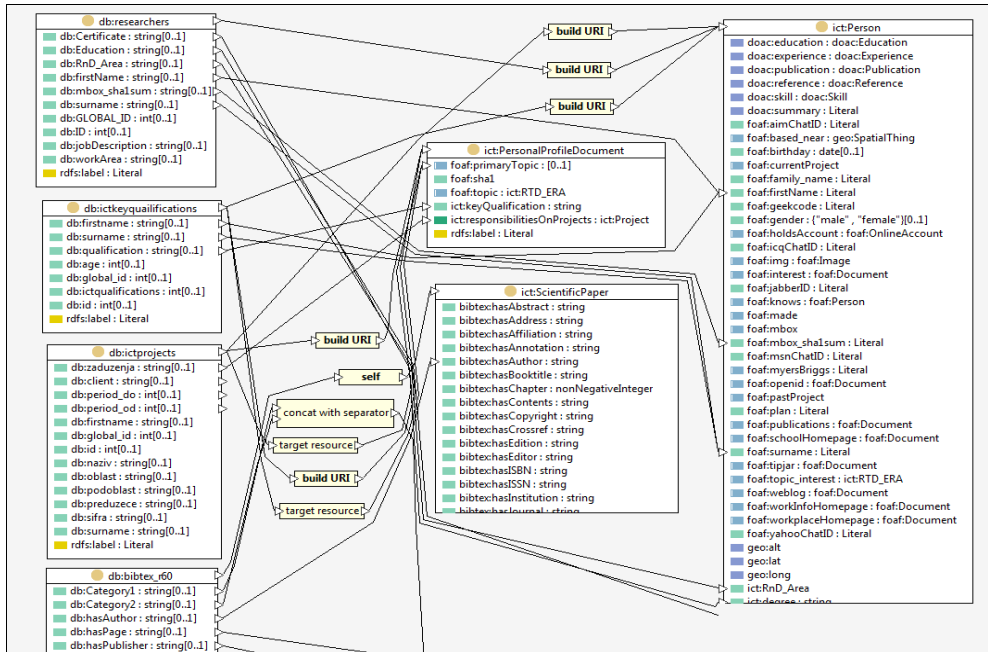 db:researchers
db:Certificate : string[0..1]
db:Education : string[0..1]
db:RnD_Area : string[0..1]
db:firstName : string[0..1]
db:mbox_sha1sum : string[0..1]
db:surname : string[0..1]
db:GLOBAL_ID : int[0..1]
db:ID : int[0..1]
db:jobDescription : string[0..1]
db:workArea : string[0..1]
rdfs:label : Literal
db:ictkeyquailifications
db:firstname : string[0..1]
db:surname : string[0..1]
db:qualification : string[0..1]
db:age : int[0..1]
db:global_id : int[0..1]
db:ictqualifications : int[0..1]
db:id : int[0..1]
rdfs:label : Literal
db:ictprojects
db:zaduzenja : string[0..1]
db:client : string[0..1]
db:period_do : int[0..1]
db:period_od : int[0..1]
db:firstname : string[0..1]
db:global_id : int[0..1]
db:id : int[0..1]
db:naziv : string[0..1]
db:oblast : string[0..1]
db:podoblast : string[0..1]
db:preduzece : string[0..1]
db:sifra : string[0..1]
db:surname : string[0..1]
rdfs:label : Literal
db:bibtex_r60
db:Category1 : string[0..1]
db:Category2 : string[0..1]
db:hasAuthor : string[0..1]
db:hasPage : string[0..1]
db:hasPublisher : string[0..1]
build URI
build URI
build URI
build URI
self
concat with separator
target resource
build URI
target resource
ict:PersonalProfileDocument
foaf:primaryTopic : [0..1]
foaf:sha1
foaf:topic : ict:RTD_ERA
ict:keyQualification : string
ict:responsibilitiesOnProjects : ict:Project
rdfs:label : Literal
ict:ScientificPaper
bibtex:hasAbstract : string
bibtex:hasAddress : string
bibtex:hasAffiliation : string
bibtex:hasAnnotation : string
bibtex:hasAuthor : string
bibtex:hasBooktitle : string
bibtex:hasChapter : nonNegativeInteger
bibtex:hasContents : string
bibtex:hasCopyright : string
bibtex:hasCrossref : string
bibtex:hasEdition : string
bibtex:hasEditor : string
bibtex:hasISBN : string
bibtex:hasISSN : string
bibtex:hasInstitution : string
bibtex:hasJournal : string
ict:Person
doac:education : doac:Education
doac:experience : doac:Experience
doac:publication : doac:Publication
doac:reference : doac:Reference
doac:skill : doac:Skill
doac:summary : Literal
foaf:aimChatID : Literal
foaf:based_near : geo:SpatialThing
foaf:birthday : date[0..1]
foaf:currentProject
foaf:family_name : Literal
foaf:firstName : Literal
foaf:geekcode : Literal
foaf:gender : {"male" , "female"}[0..1]
foaf:holdsAccount : foaf:OnlineAccount
foaf:icqChatID : Literal
foaf:img : foaf:Image
foaf:interest : foaf:Document
foaf:jabberID : Literal
foaf:knows : foaf:Person
foaf:made
foaf:mbox
foaf:mbox_sha1sum : Literal
foaf:msnChatID : Literal
foaf:myersBriggs : Literal
foaf:openid : foaf:Document
foaf:pastProject
foaf:plan : Literal
foaf:publications : foaf:Document
foaf:schoolHomepage : foaf:Document
foaf:surname : Literal
foaf:tipjar : foaf:Document
foaf:topic_interest : ict:RTD_ERA
foaf:weblog : foaf:Document
foaf:workInfoHomepage : foaf:Document
foaf:workplaceHomepage : foaf:Document
foaf:yahooChatID : Literal
geo:alt
geo:lat
geo:long
ict:RnD_Area
ict:degree : string